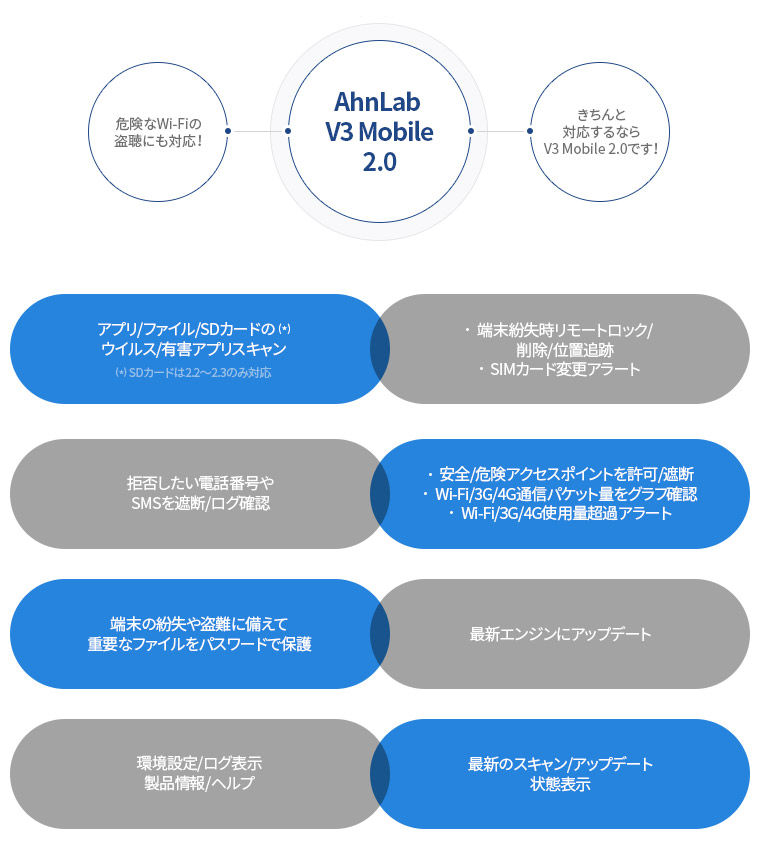 危険なWi-Fiの
盗聴にも対応！
AhnLab
V3 Mobile
2.0
きちんと
対応するなら
V3 Mobile 2.0です！
アプリ/ファイル/SDカードの (*)
ウイルス/有害アプリスキャン
(*) SDカードは2.2～2.3のみ対応
・ 端末紛失時リモートロック/
削除/位置追跡
・ SIMカード変更アラート
拒否したい電話番号や
SMSを遮断/ログ確認
・ 安全/危険アクセスポイントを許可/遮断
・ Wi-Fi/3G/4G通信パケット量をグラフ確認
・ Wi-Fi/3G/4G使用量超過アラート
端末の紛失や盗難に備えて
重要なファイルをパスワードで保護
最新エンジンにアップデート
環境設定/ログ表示
製品情報/ヘルプ
最新のスキャン/アップデート
状態表示